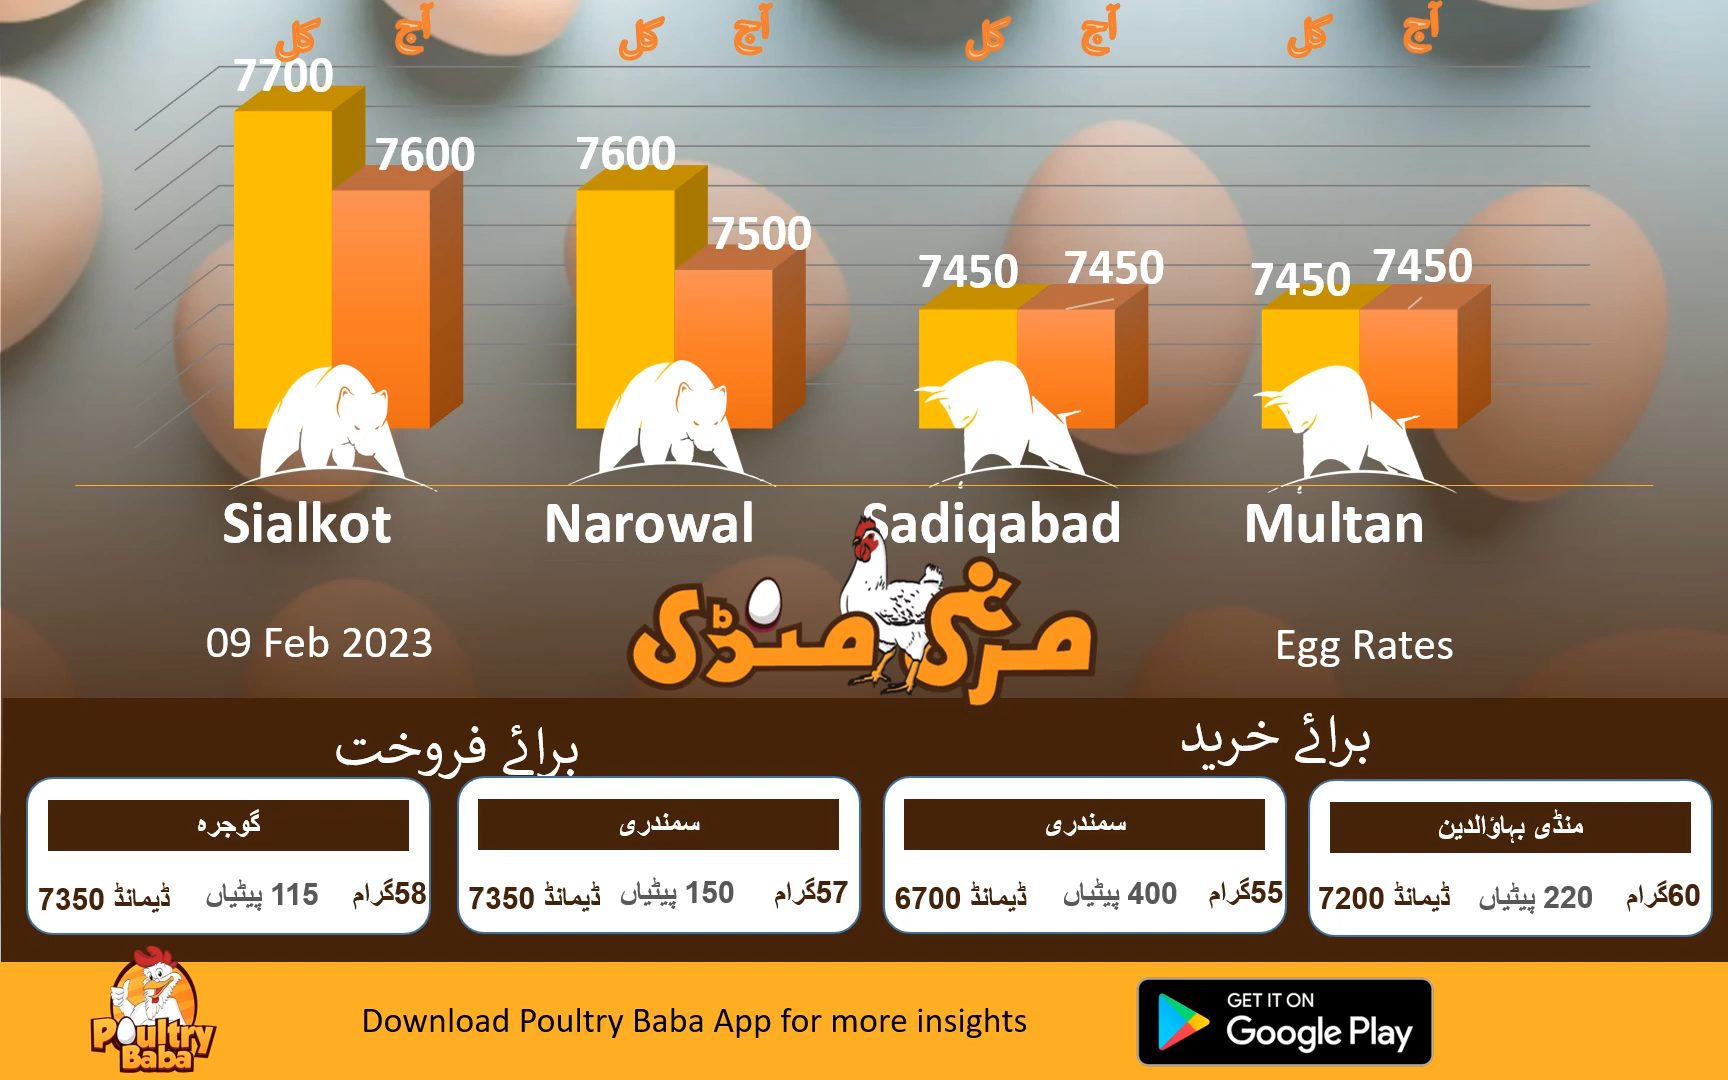 کل آج کل آج کل آج کل آج
7700 7600 7600 7500 7450 7450 7450 7450
Sialkot Narowal Sadiqabad Multan
09 Feb 2023
مرغی منڈی
Egg Rates
برائے خرید
برائے فروخت
منڈی بہاؤالدین
60گرام 220 پیٹیاں ڈیمانڈ 7200
سمندری
55گرام 400 پیٹیاں ڈیمانڈ 6700
سمندری
57گرام 150 پیٹیاں ڈیمانڈ 7350
گوجرہ
58گرام 115 پیٹیاں ڈیمانڈ 7350
Poultry
Baba
Download Poultry Baba App for more insights
GET IT ON
Google Play